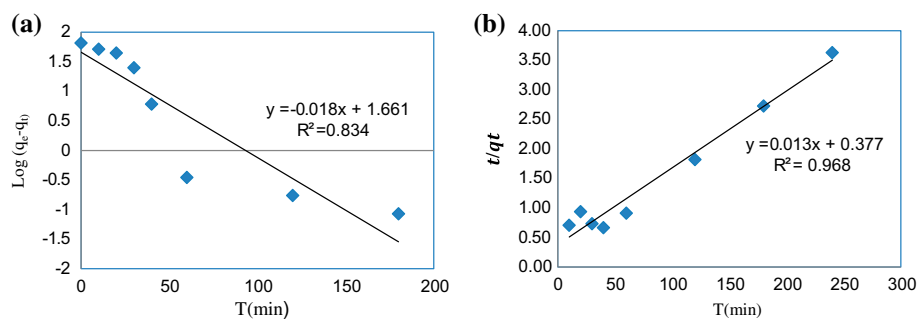 (a)
2
1.5
1
0.5
0
-0.5
-1
-1.5
-2
Log (qe-qt)
y =-0.018x + 1.661
R²=0.834
0 50 100 150 200
T(min)
(b)
4.00
3.50
3.00
2.50
2.00
1.50
1.00
0.50
0.00
t/qt
y =0.013x + 0.377
R²= 0.968
0 50 100 150 200 250 300
T(min)